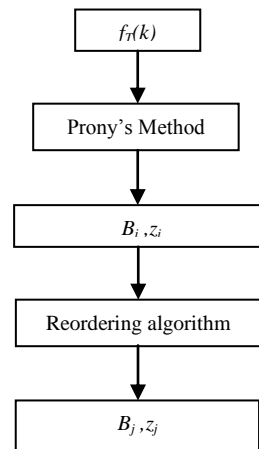 f_T(k)
Prony's Method
B_i ,z_i
Reordering algorithm
B_j ,z_j